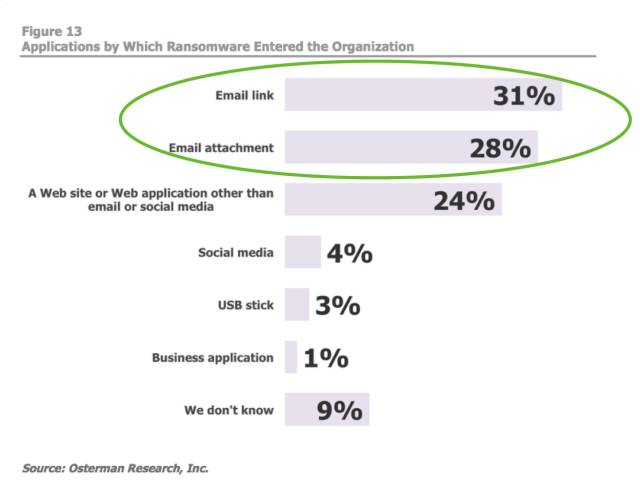 Figure 13
Applications by Which Ransomware Entered the Organization
Email link 31%
Email attachment 28%
A Web site or Web application other than
email or social media 24%
Social media 4%
USB stick 3%
Business application 1%
We don't know 9%
Source: Osterman Research, Inc.